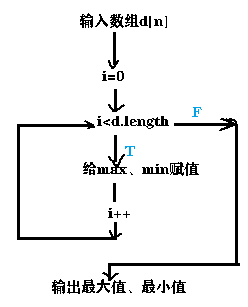 输入数组d[n]
i=0
i<d.length
F
T
给max、min赋值
i++
输出最大值、最小值